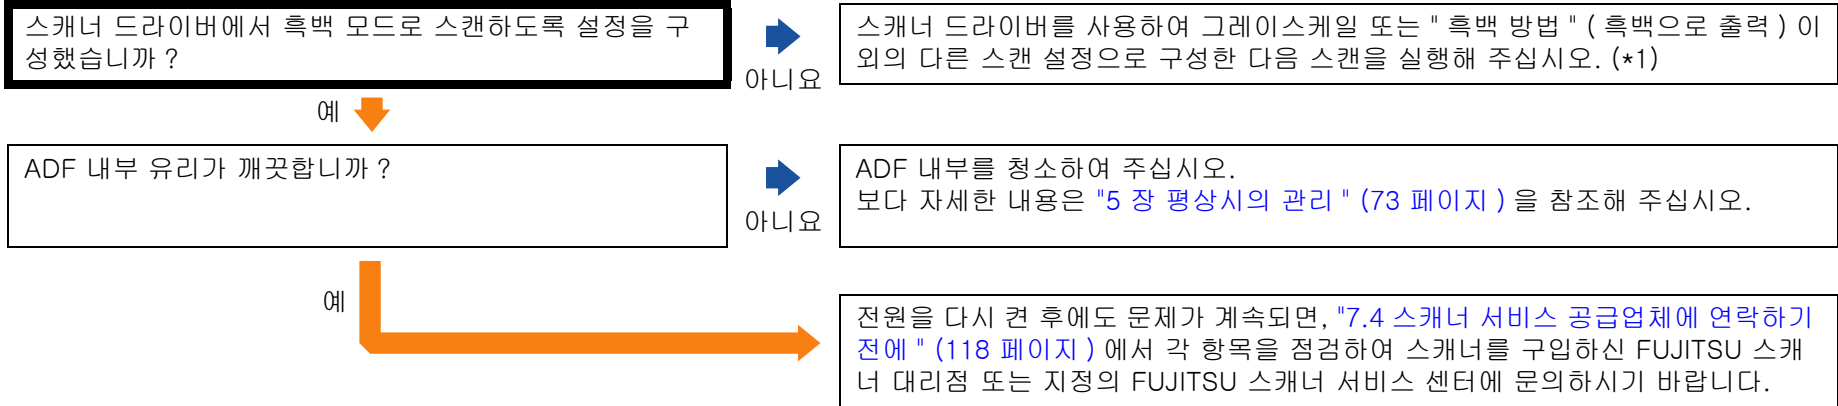 스캐너 드라이버에서 흑백 모드로 스캔하도록 설정을 구
성했습니까 ?
아니요
스캐너 드라이버를 사용하여 그레이스케일 또는 " 흑백 방법 " ( 흑백으로 출력 ) 이
외의 다른 스캔 설정으로 구성한 다음 스캔을 실행해 주십시오. (*1)
예
ADF 내부 유리가 깨끗합니까 ?
아니요
ADF 내부를 청소하여 주십시오.
보다 자세한 내용은 "5 장 평상시의 관리 " (73 페이지 ) 을 참조해 주십시오.
예
전원을 다시 켠 후에도 문제가 계속되면, "7.4 스캐너 서비스 공급업체에 연락하기
전에 " (118 페이지 ) 에서 각 항목을 점검하여 스캐너를 구입하신 FUJITSU 스캐
너 대리점 또는 지정의 FUJITSU 스캐너 서비스 센터에 문의하시기 바랍니다.